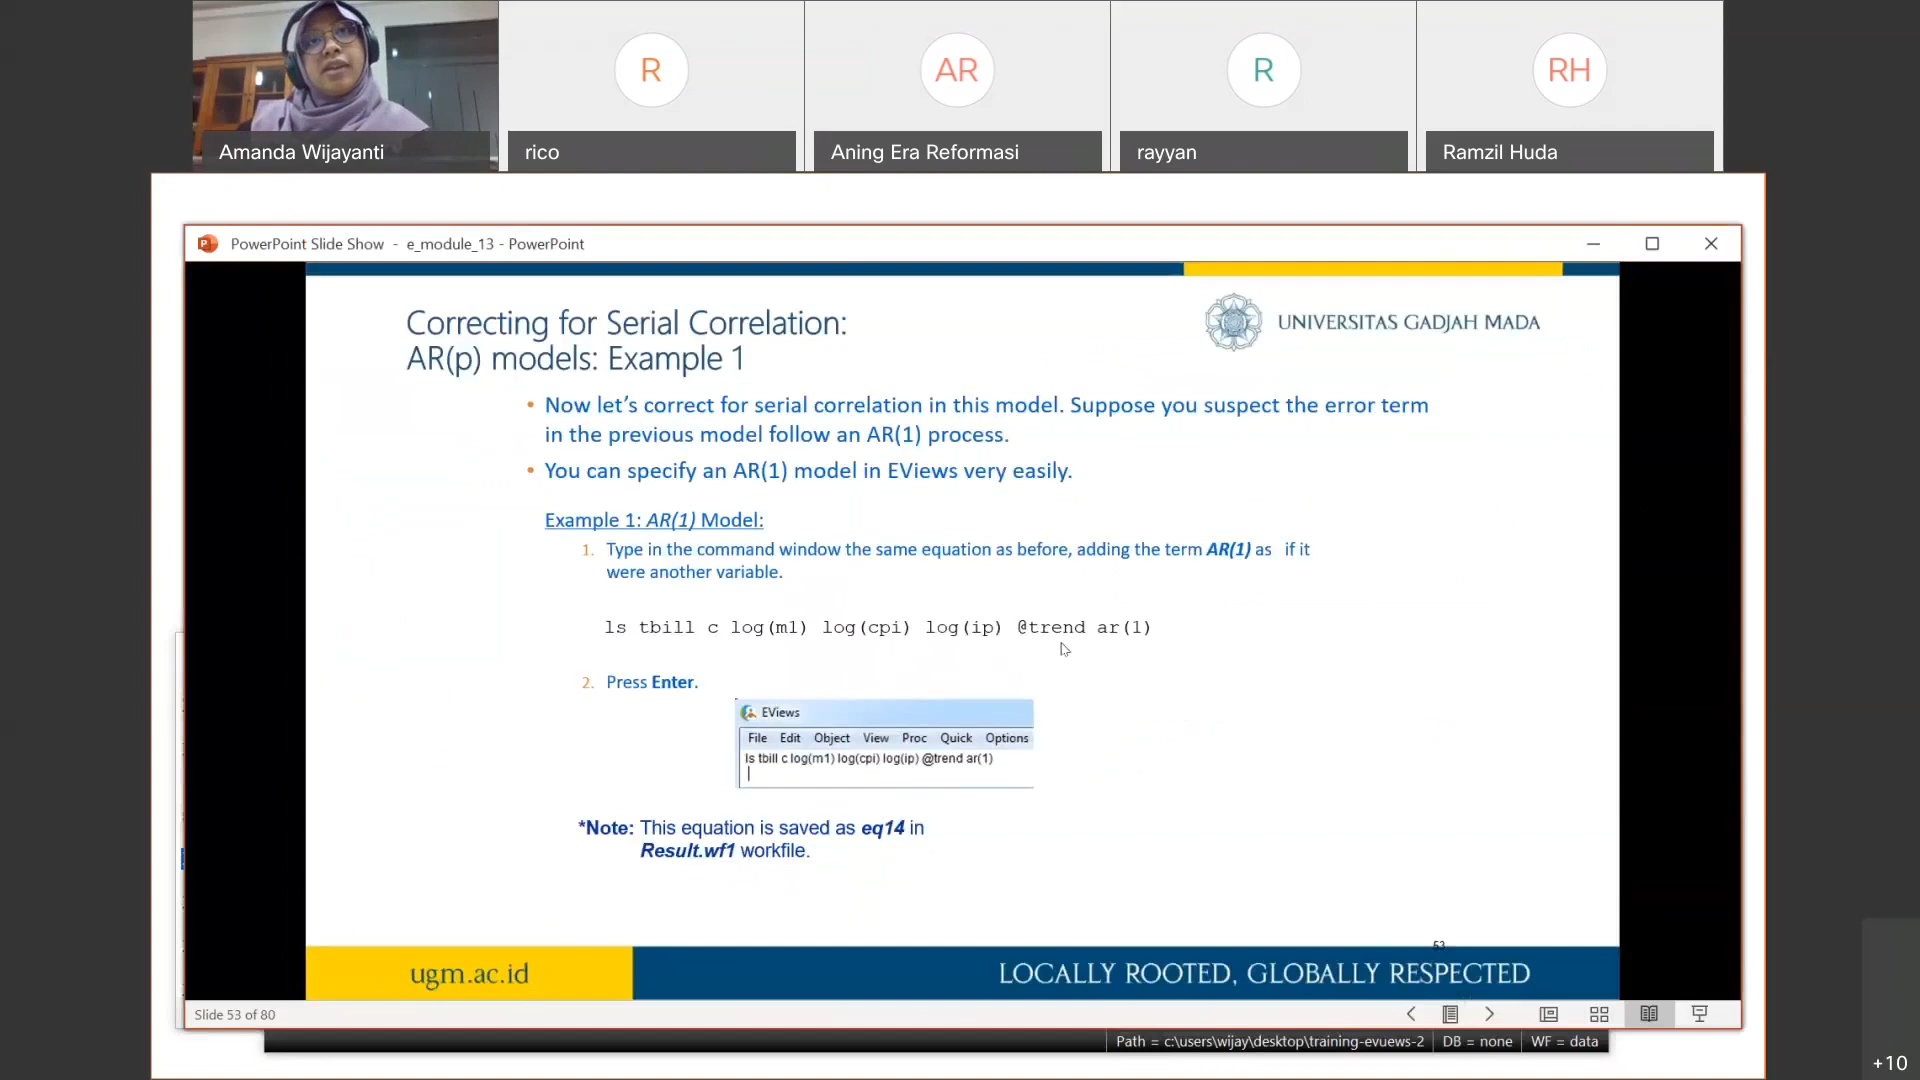 R
AR
R
RH
Amanda Wijayanti
rico
Aning Era Reformasi
rayyan
Ramzil Huda
PowerPoint Slide Show - e_module_13 - PowerPoint
Correcting for Serial Correlation:
AR(p) models: Example 1
UNIVERSITAS GADJAH MADA
• Now let's correct for serial correlation in this model. Suppose you suspect the error term
in the previous model follow an AR(1) process.
• You can specify an AR(1) model in EViews very easily.
Example 1: AR(1) Model:
1. Type in the command window the same equation as before, adding the term AR(1) as if it
were another variable.
ls tbill c log(m1) log(cpi) log(ip) @trend ar(1)
2. Press Enter.
EViews
File Edit Object View Proc Quick Options
ls tbill c log(m1) log(cpi) log(ip) @trend ar(1)
*Note: This equation is saved as eq14 in
Result.wf1 workfile.
53
ugm.ac.id
LOCALLY ROOTED, GLOBALLY RESPECTED
Slide 53 of 80
Path = c:\users\wijay\desktop\training-evuews-2 DB = none WF = data
+10